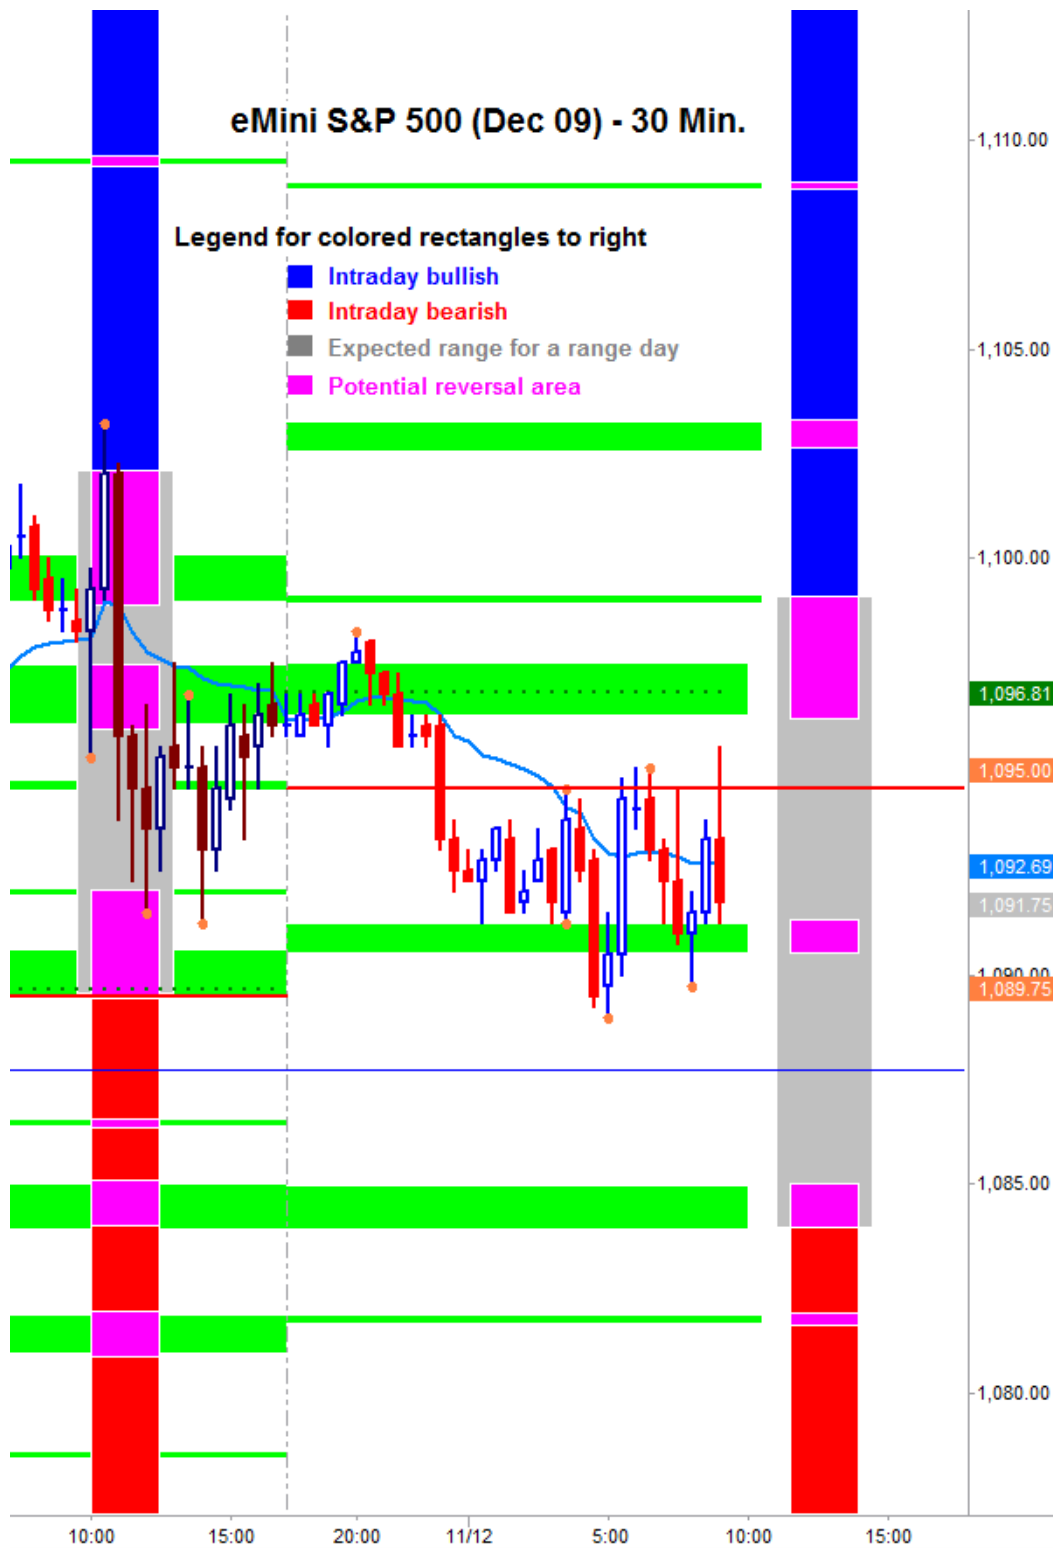 eMini S&P 500 (Dec 09) - 30 Min.
1,110.00
Legend for colored rectangles to right
Intraday bullish
Intraday bearish
Expected range for a range day
1,105.00
Potential reversal area
1,100.00
1,096.81
1,095.00
1,092.69
1,091.75
1,090.00
1,089.75
1,085.00
1,080.00
10:00 15:00 20:00 11/12 5:00 10:00 15:00